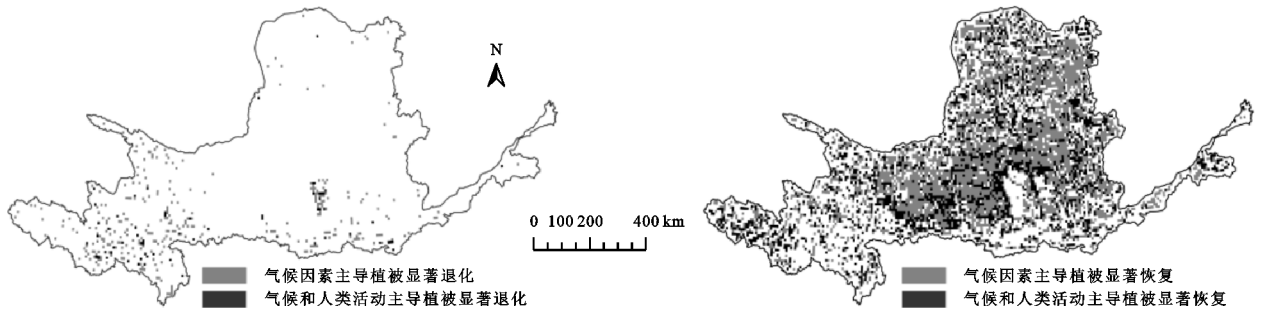 N
0 100 200 400 km
气候因素主导植被显著退化
气候和人类活动主导植被显著退化
气候因素主导植被显著恢复
气候和人类活动主导植被显著恢复